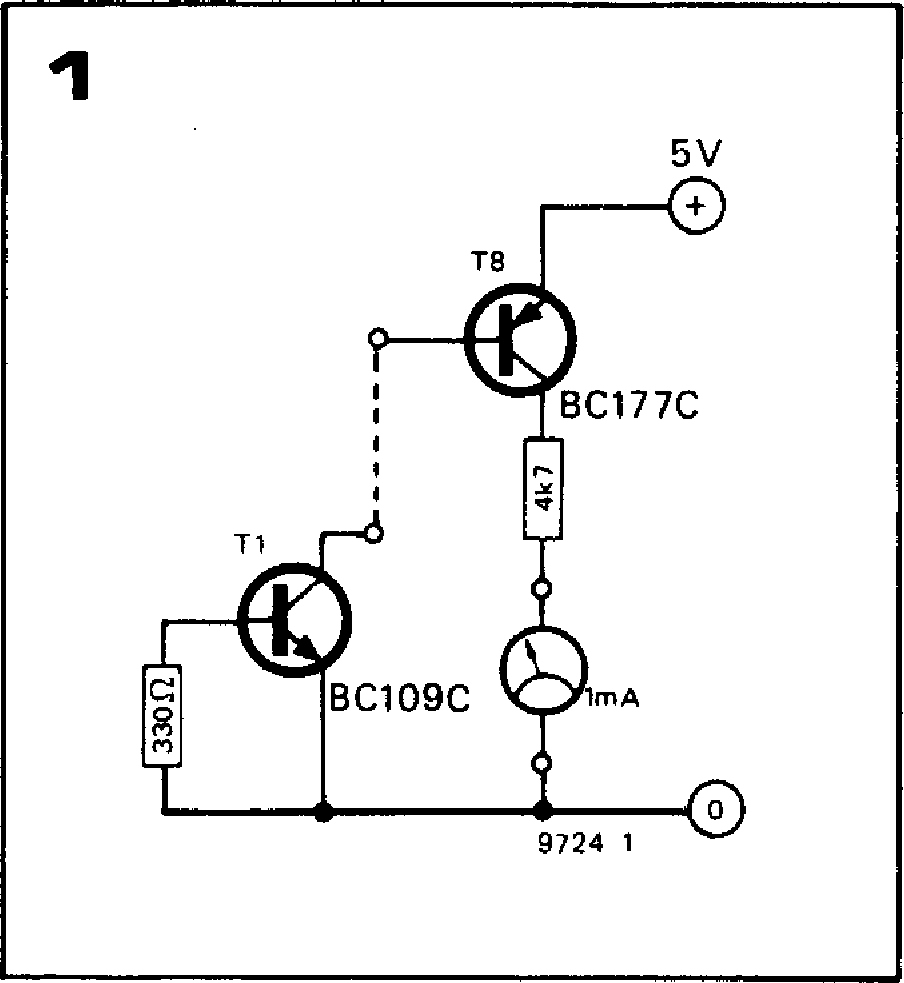 1
5V
+
T8
BC177C
4k7
T1
BC109C
330Ω
1mA
0
9724 1